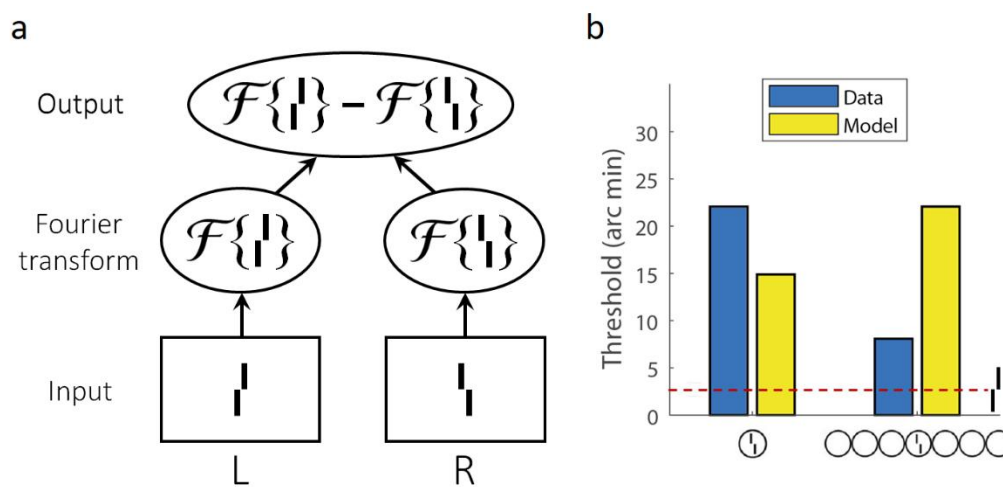 a
Output
ℱ{ } – ℱ{ }
Fourier
transform
ℱ{ }
ℱ{ }
Input
L
R
b
Data
Model
Threshold (arc min)
30
25
20
15
10
5
0